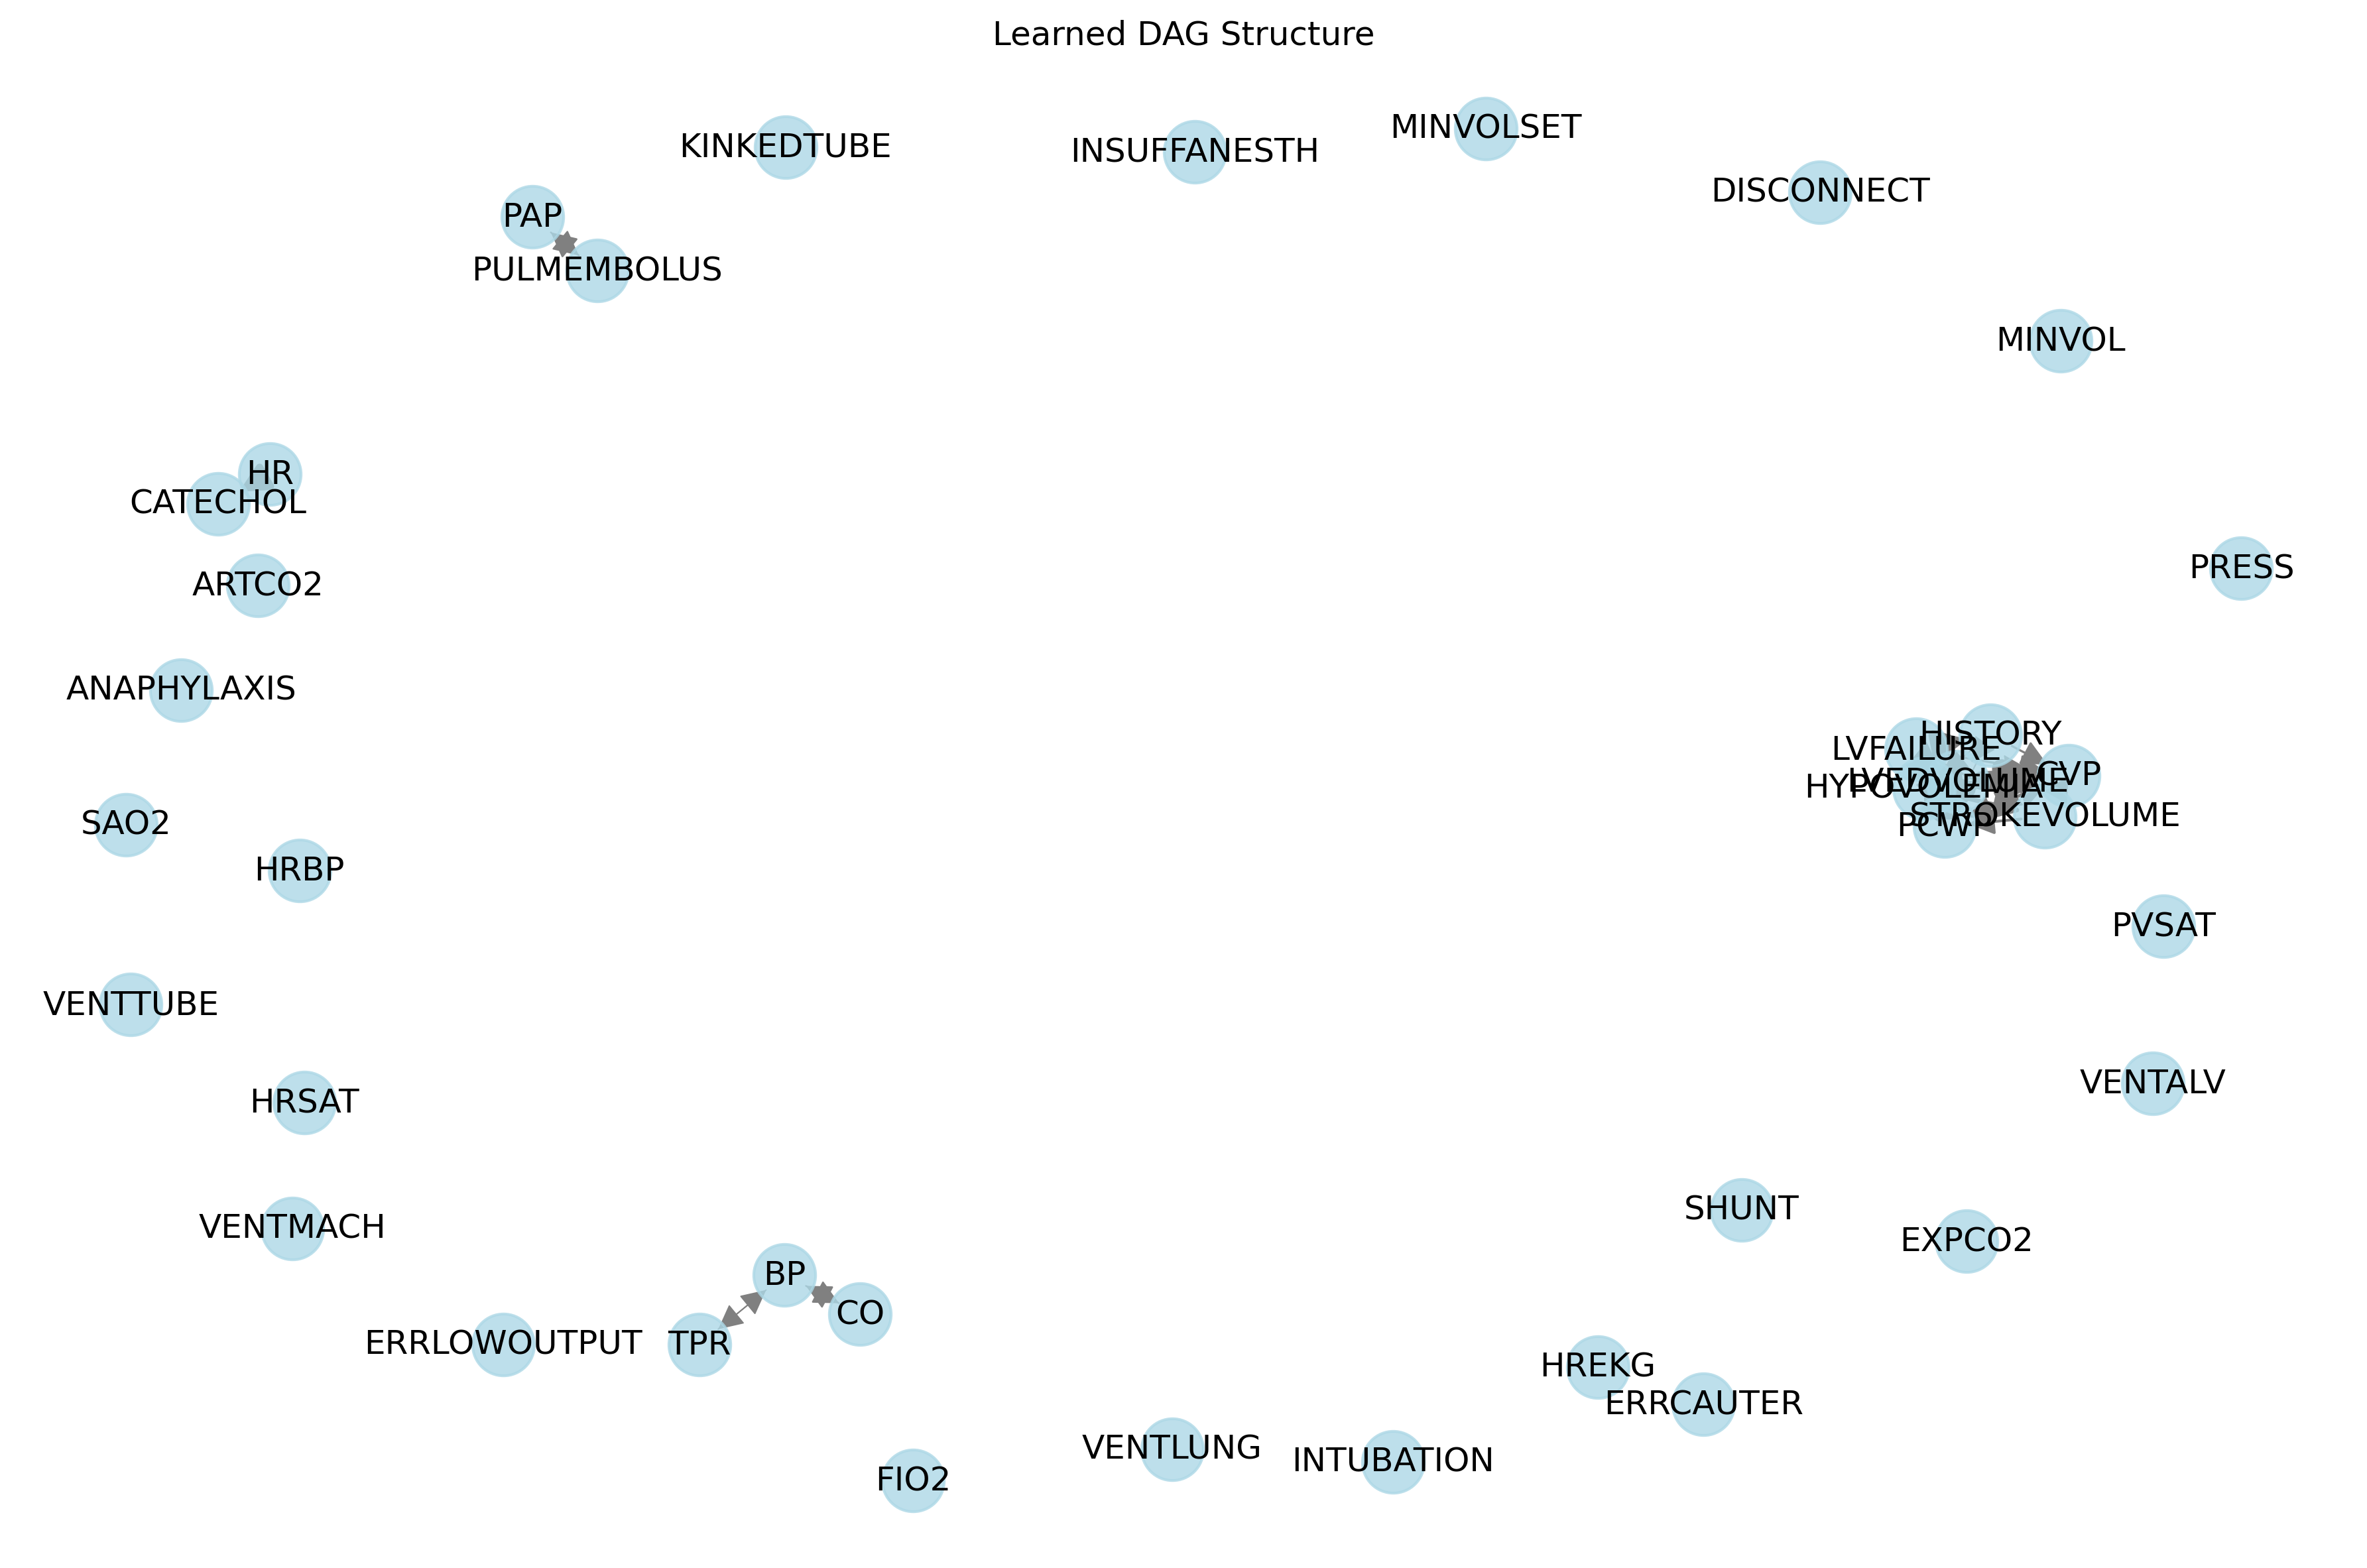 Learned DAG Structure
MINVOLSET
KINKEDTUBE
INSUFFANESTH
DISCONNECT
PAP
PULMEMBOLUS
MINVOL
HR
CATECHOL
PRESS
ARTCO2
ANAPHYLAXIS
HISTORY
LVFAILURE
CVP
LVEDVOLUME
HYPOVOLEMIA
STROKEVOLUME
PCWP
SAO2
HRBP
PVSAT
VENTTUBE
VENTALV
HRSAT
SHUNT
VENTMACH
EXPCO2
BP
CO
ERRLOWOUTPUT
TPR
HREKG
ERRCAUTER
VENTLUNG
INTUBATION
FIO2